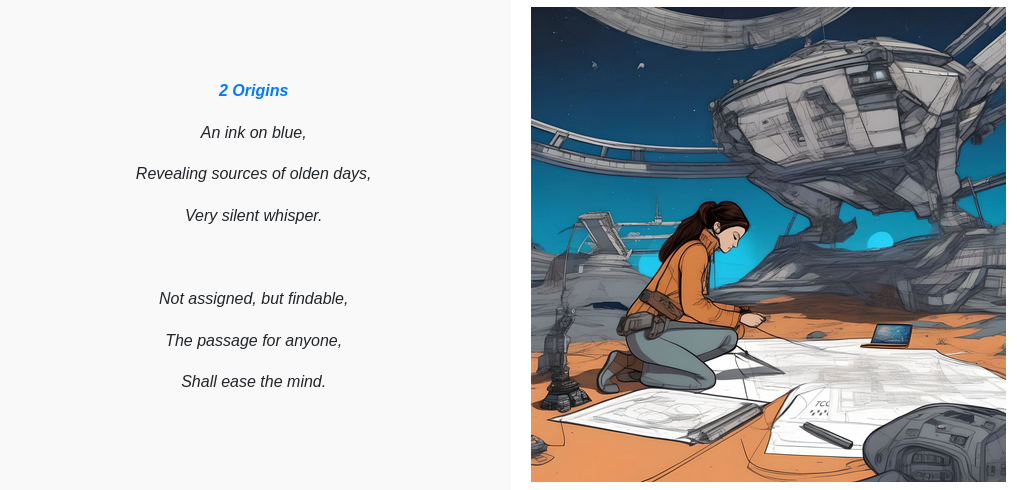 2 Origins
An ink on blue,
Revealing sources of olden days,
Very silent whisper.
Not assigned, but findable,
The passage for anyone,
Shall ease the mind.